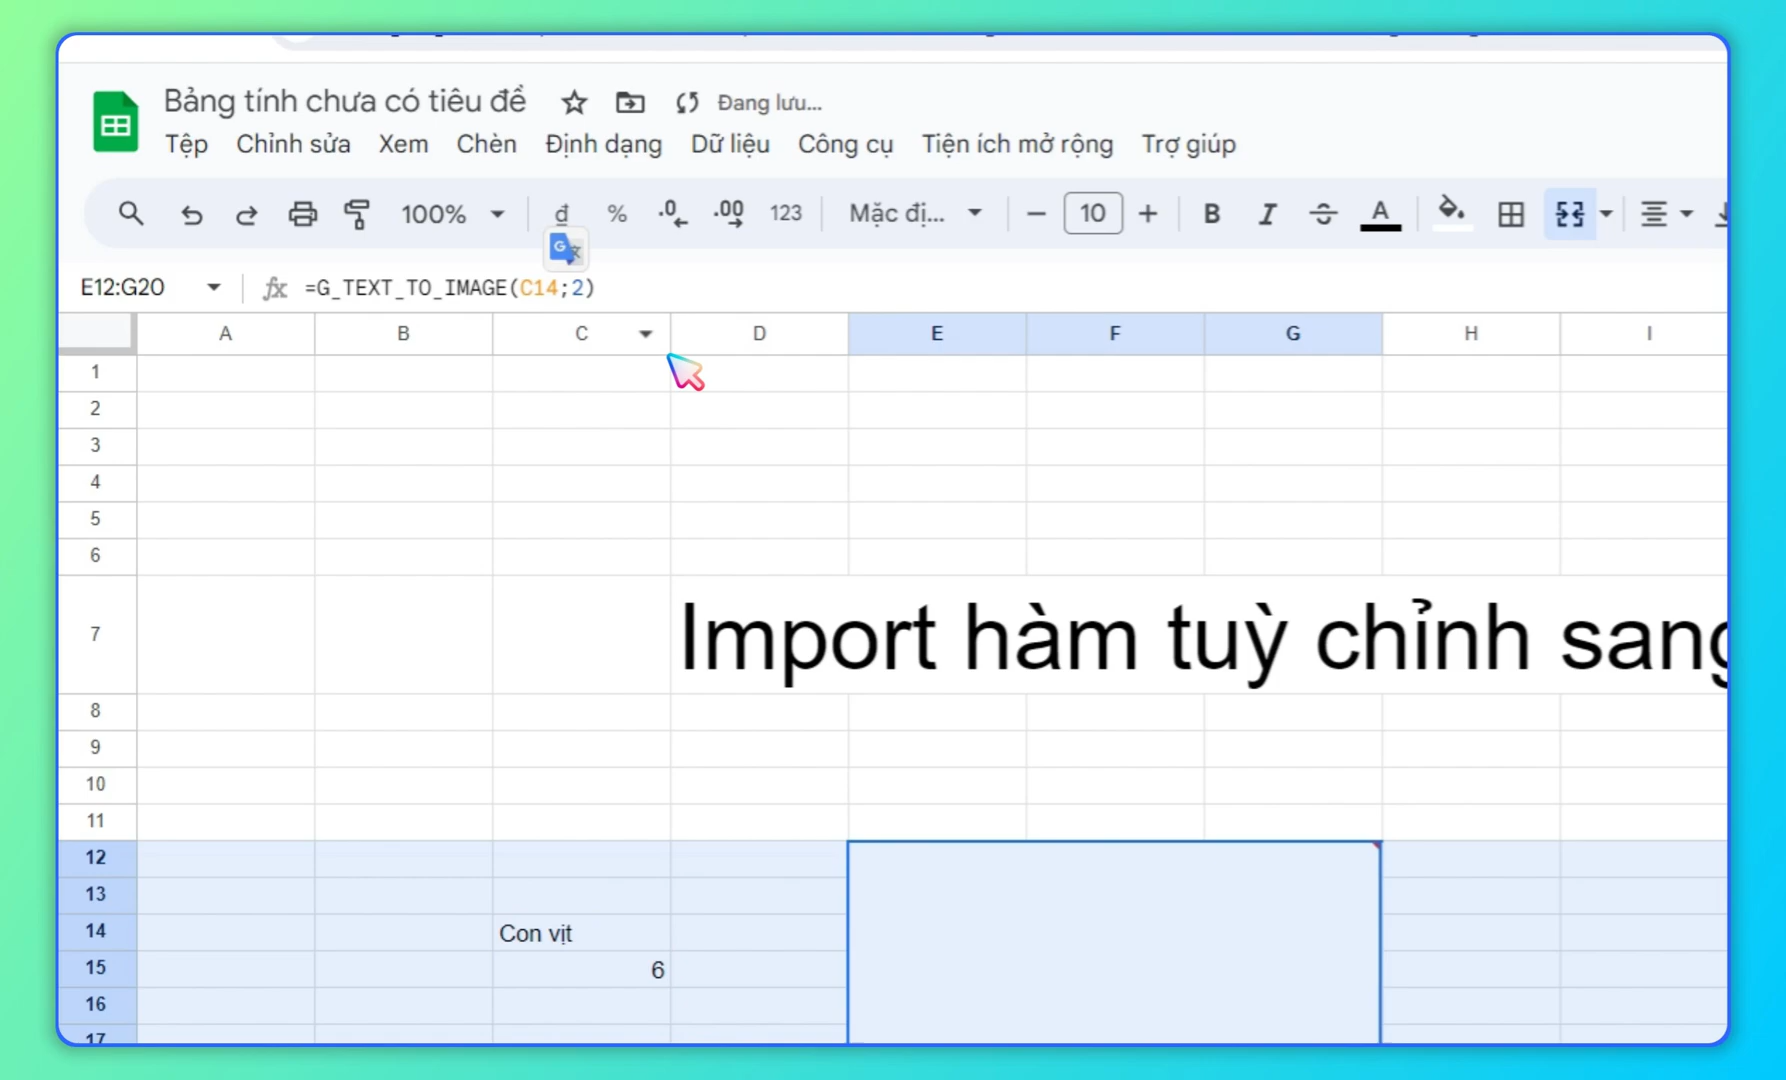 Bảng tính chưa có tiêu đề Đang lưu...
Tệp Chỉnh sửa Xem Chèn Định dạng Dữ liệu Công cụ Tiện ích mở rộng Trợ giúp
100% đ % .0 .00 123 Mặc đị... 10 B I A
G 文
E12:G20 fx =G_TEXT_TO_IMAGE(C14;2)
A B C D E F G H I
1
2
3
4
5
6
7 Import hàm tuỳ chỉnh sang
8
9
10
11
12
13
14 Con vịt
15 6
16
17